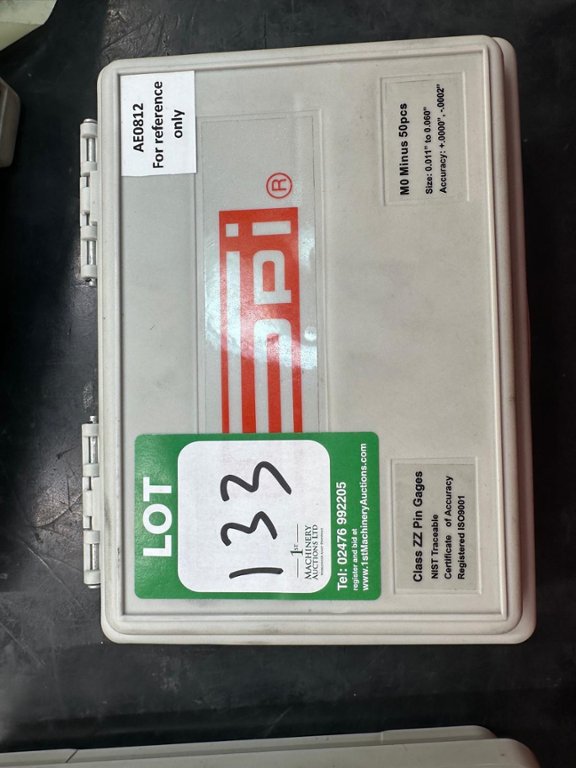 AE0812
For reference
only
spi®
M0 Minus 50pcs
Size: 0.011" to 0.060"
Accuracy: +.0000", -.0002"
LOT
133
1ST
MACHINERY
AUCTIONS LTD
Tel: 02476 992205
register and bid at
www.1stMachineryAuctions.com
Class ZZ Pin Gages
NIST Traceable
Certificate of Accuracy
Registered ISO9001